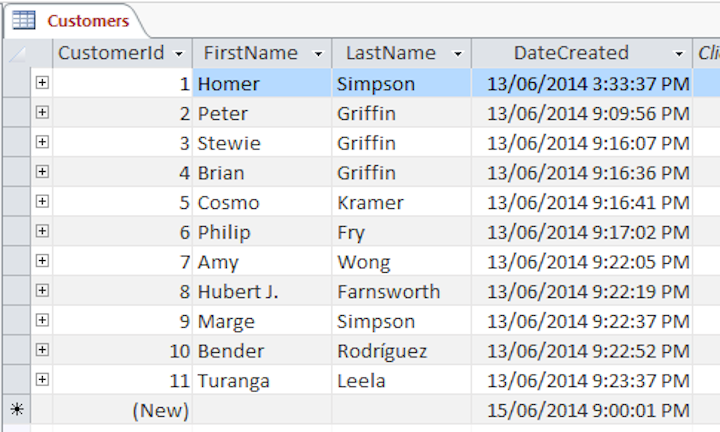 Customers
CustomerId FirstName LastName DateCreated Cli
1 Homer Simpson 13/06/2014 3:33:37 PM
2 Peter Griffin 13/06/2014 9:09:56 PM
3 Stewie Griffin 13/06/2014 9:16:07 PM
4 Brian Griffin 13/06/2014 9:16:36 PM
5 Cosmo Kramer 13/06/2014 9:16:41 PM
6 Philip Fry 13/06/2014 9:17:02 PM
7 Amy Wong 13/06/2014 9:22:05 PM
8 Hubert J. Farnsworth 13/06/2014 9:22:19 PM
9 Marge Simpson 13/06/2014 9:22:37 PM
10 Bender Rodríguez 13/06/2014 9:22:52 PM
11 Turanga Leela 13/06/2014 9:23:37 PM
(New) 15/06/2014 9:00:01 PM